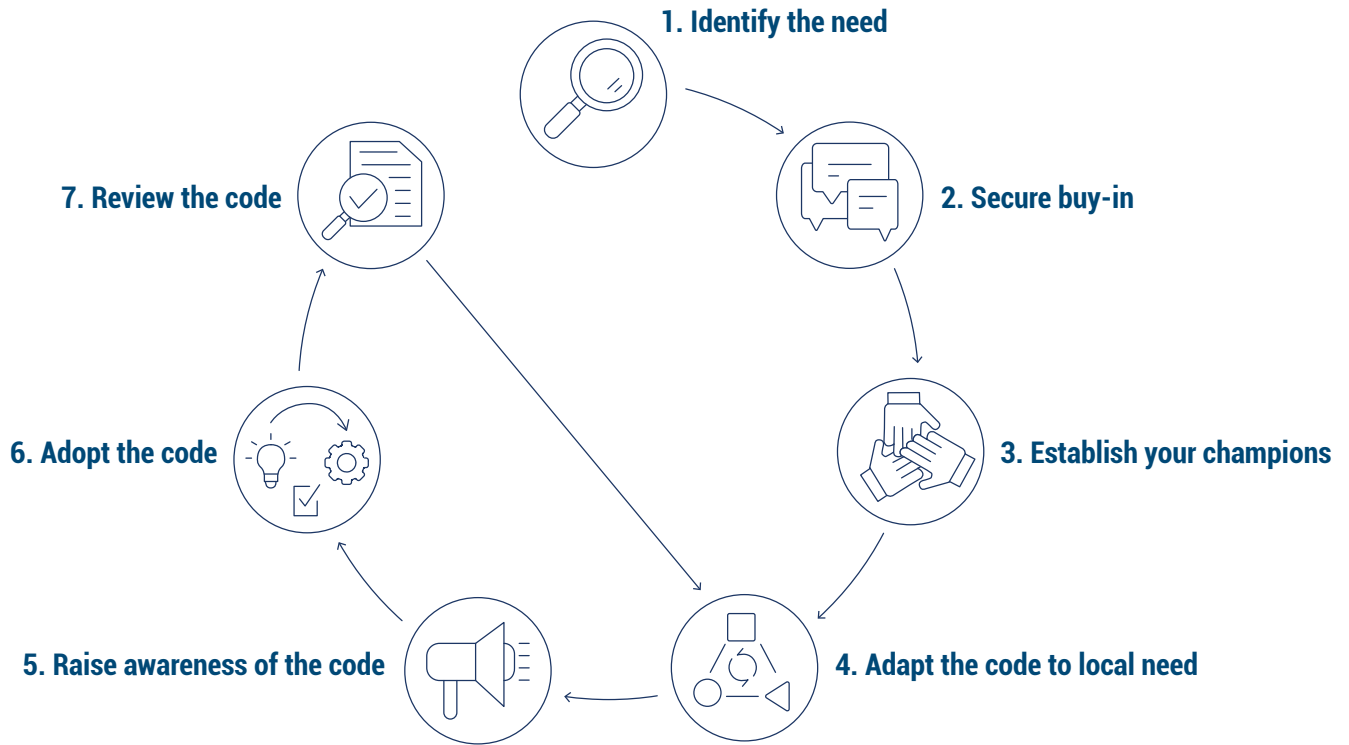 1. Identify the need
2. Secure buy-in
3. Establish your champions
4. Adapt the code to local need
5. Raise awareness of the code
6. Adopt the code
7. Review the code